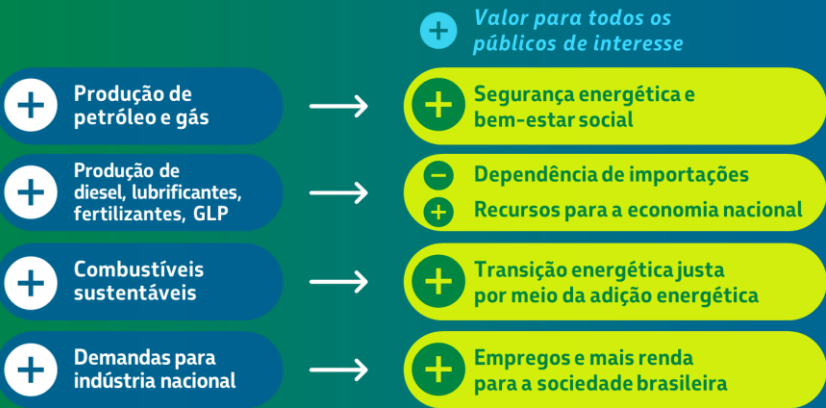 Valor para todos os
públicos de interesse
Produção de
petróleo e gás
Segurança energética e
bem-estar social
Produção de
diesel, lubrificantes,
fertilizantes, GLP
Dependência de importações
Recursos para a economia nacional
Combustíveis
sustentáveis
Transição energética justa
por meio da adição energética
Demandas para
indústria nacional
Empregos e mais renda
para a sociedade brasileira